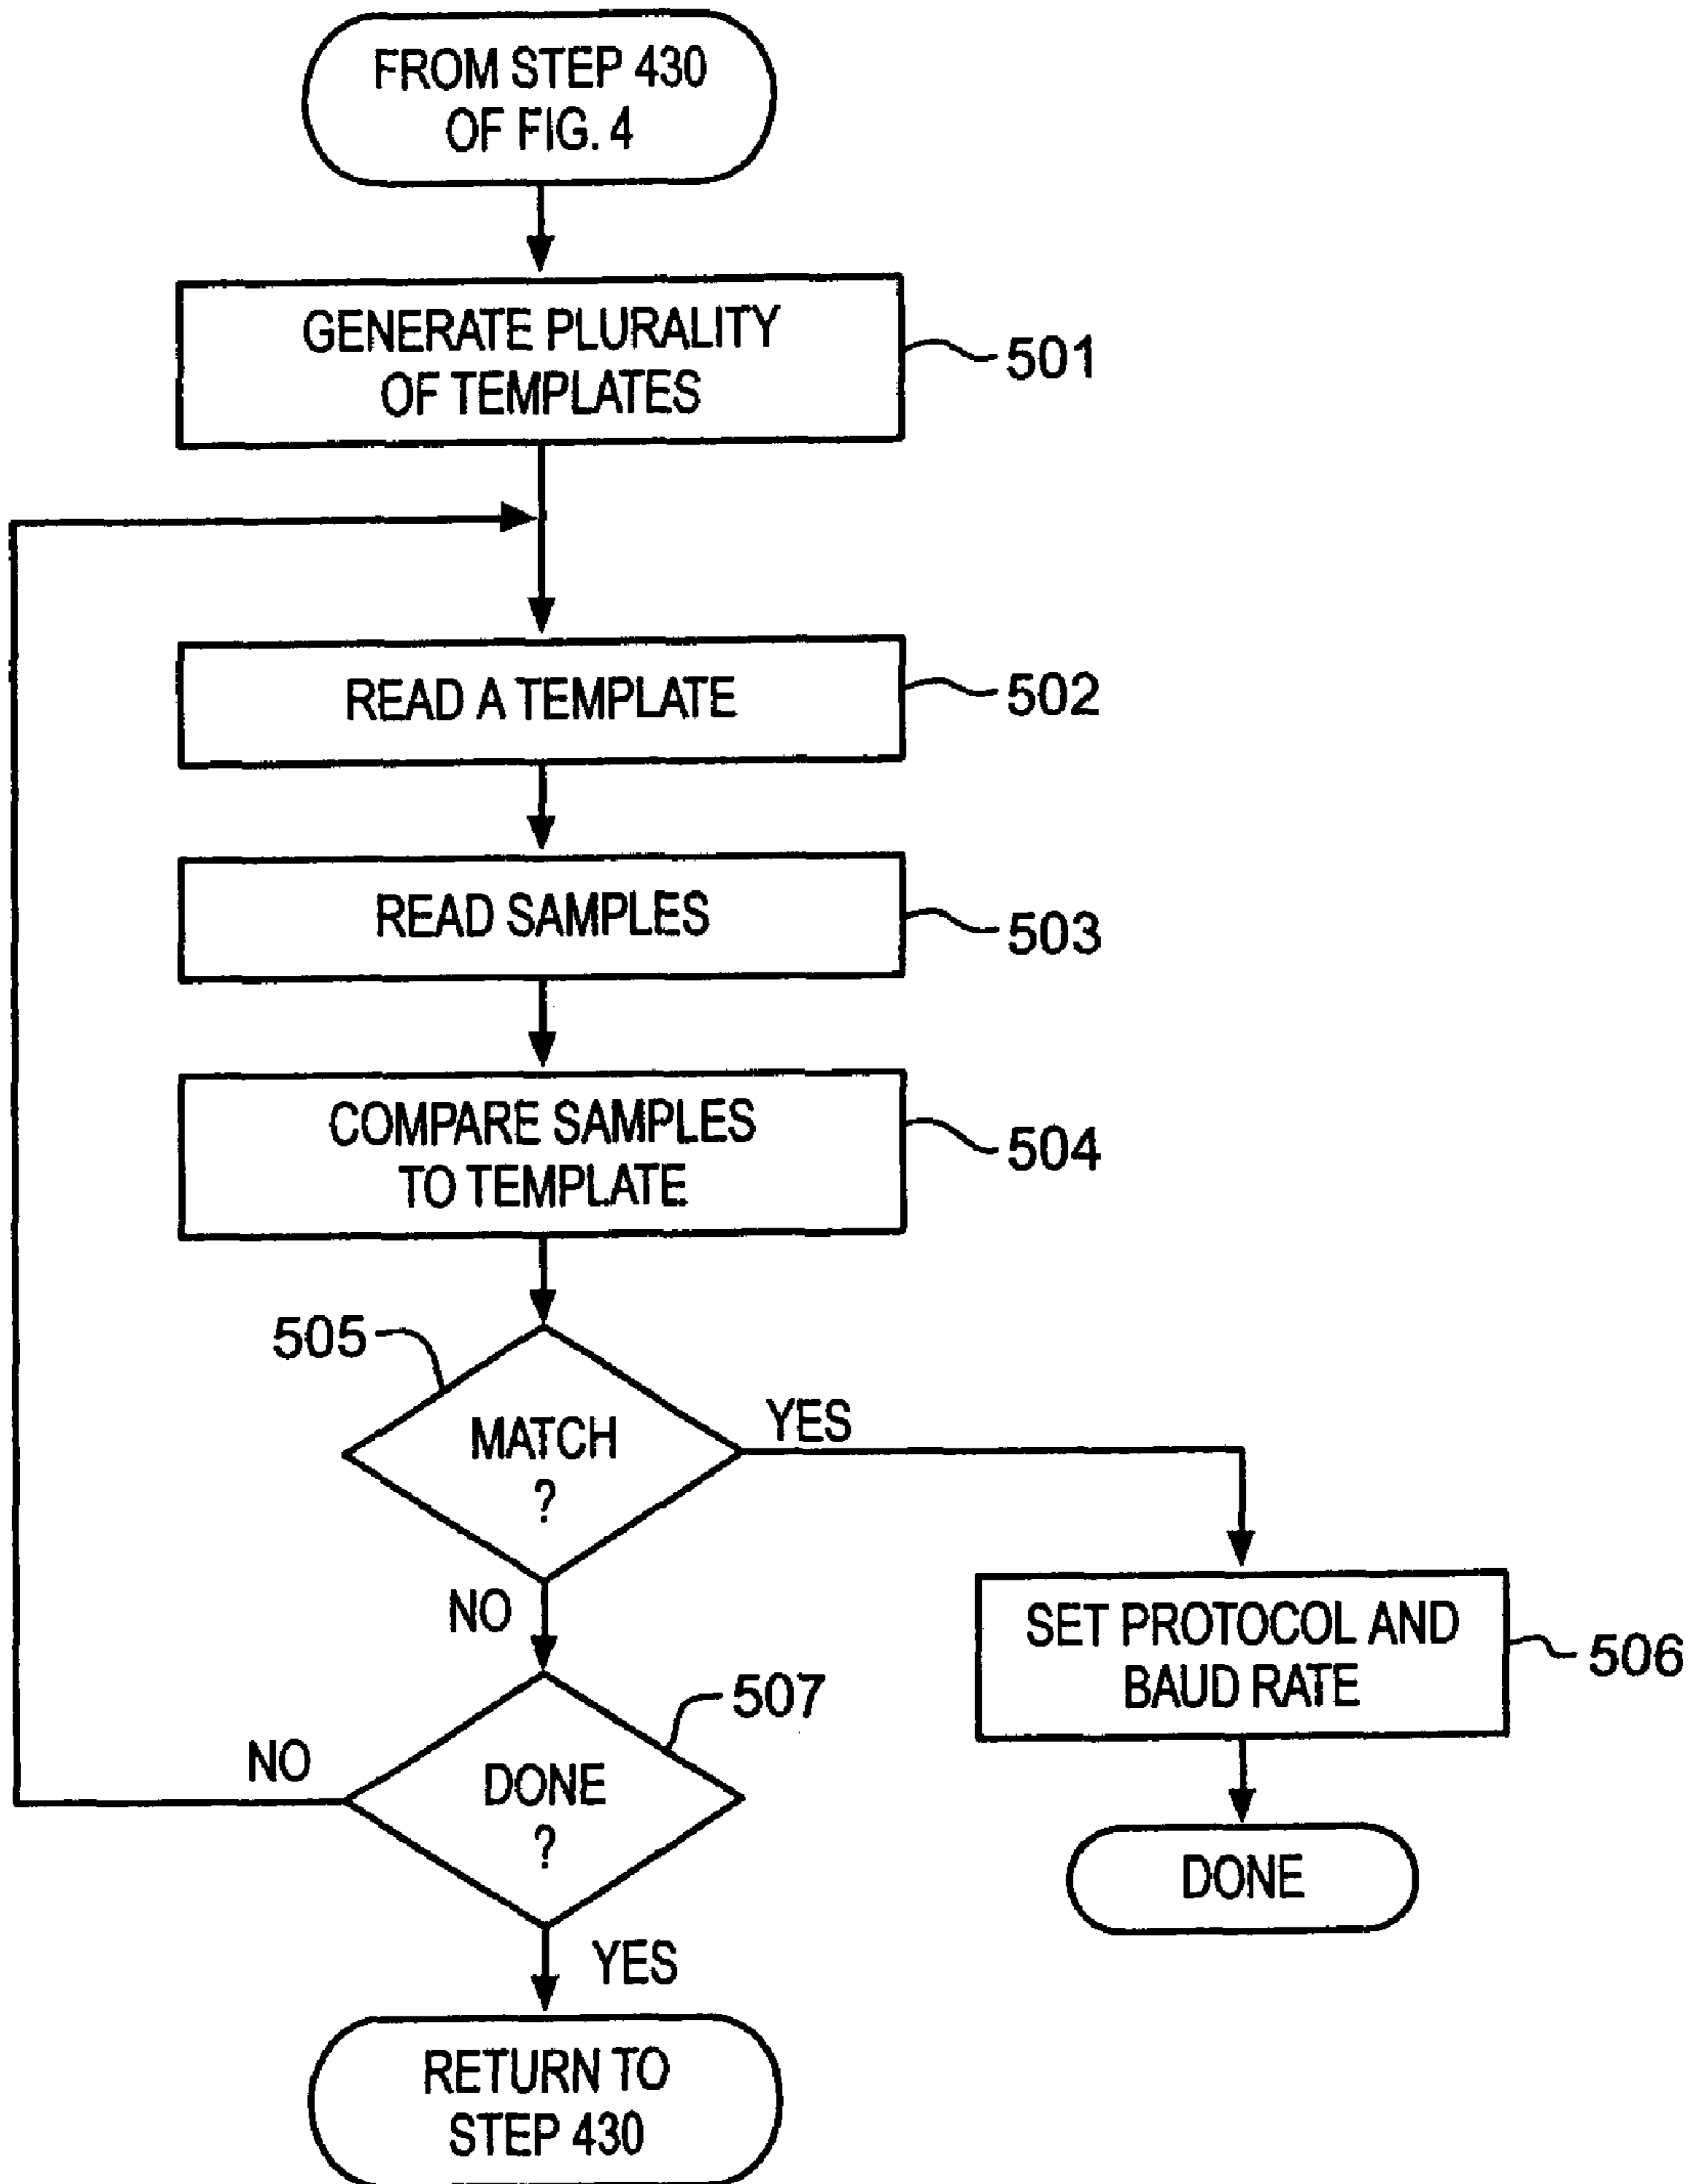 FROM STEP 430
OF FIG. 4
GENERATE PLURALITY
OF TEMPLATES
501
READ A TEMPLATE
502
READ SAMPLES
503
COMPARE SAMPLES
TO TEMPLATE
504
505
MATCH
?
YES
NO
SET PROTOCOL AND
BAUD RATE
506
507
NO
DONE
?
DONE
YES
RETURN TO
STEP 430